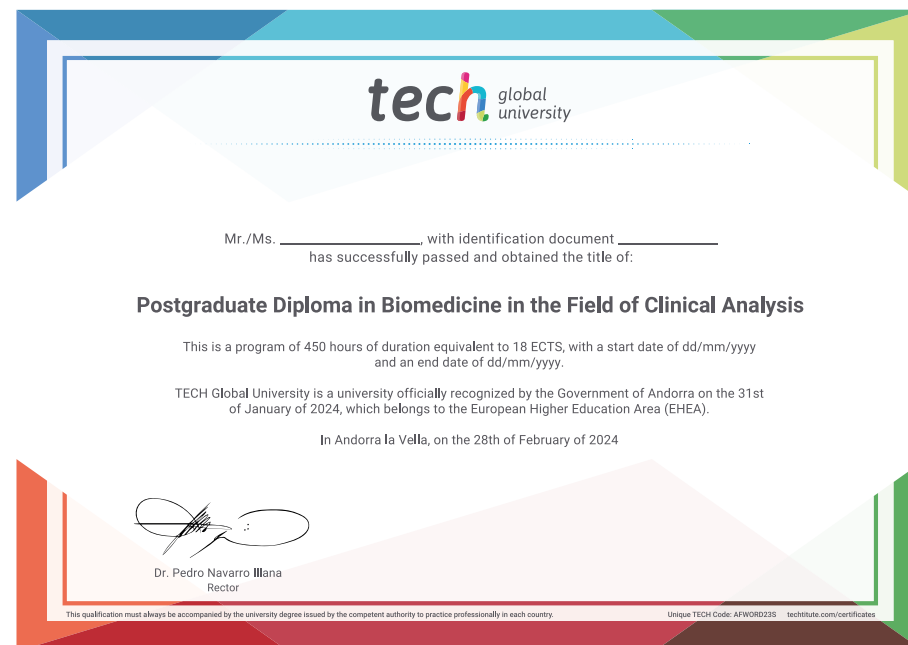 tech global university
Mr./Ms. ____________, with identification document ____________
has successfully passed and obtained the title of:
Postgraduate Diploma in Biomedicine in the Field of Clinical Analysis
This is a program of 450 hours of duration equivalent to 18 ECTS, with a start date of dd/mm/yyyy
and an end date of dd/mm/yyyy.
TECH Global University is a university officially recognized by the Government of Andorra on the 31st
of January of 2024, which belongs to the European Higher Education Area (EHEA).
In Andorra la Vella, on the 28th of February of 2024
Dr. Pedro Navarro Illana
Rector
This qualification must always be accompanied by the university degree issued by the competent authority to practice professionally in each country.
Unique TECH Code: AFWORD23S techtitute.com/certificates